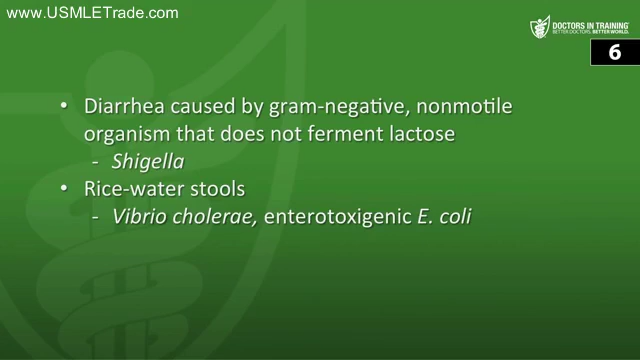 www.USMLETrade.com
DOCTORS IN TRAINING®
BETTER DOCTORS. BETTER WORLD.
6
• Diarrhea caused by gram-negative, nonmotile
organism that does not ferment lactose
- Shigella
• Rice-water stools
- Vibrio cholerae, enterotoxigenic E. coli